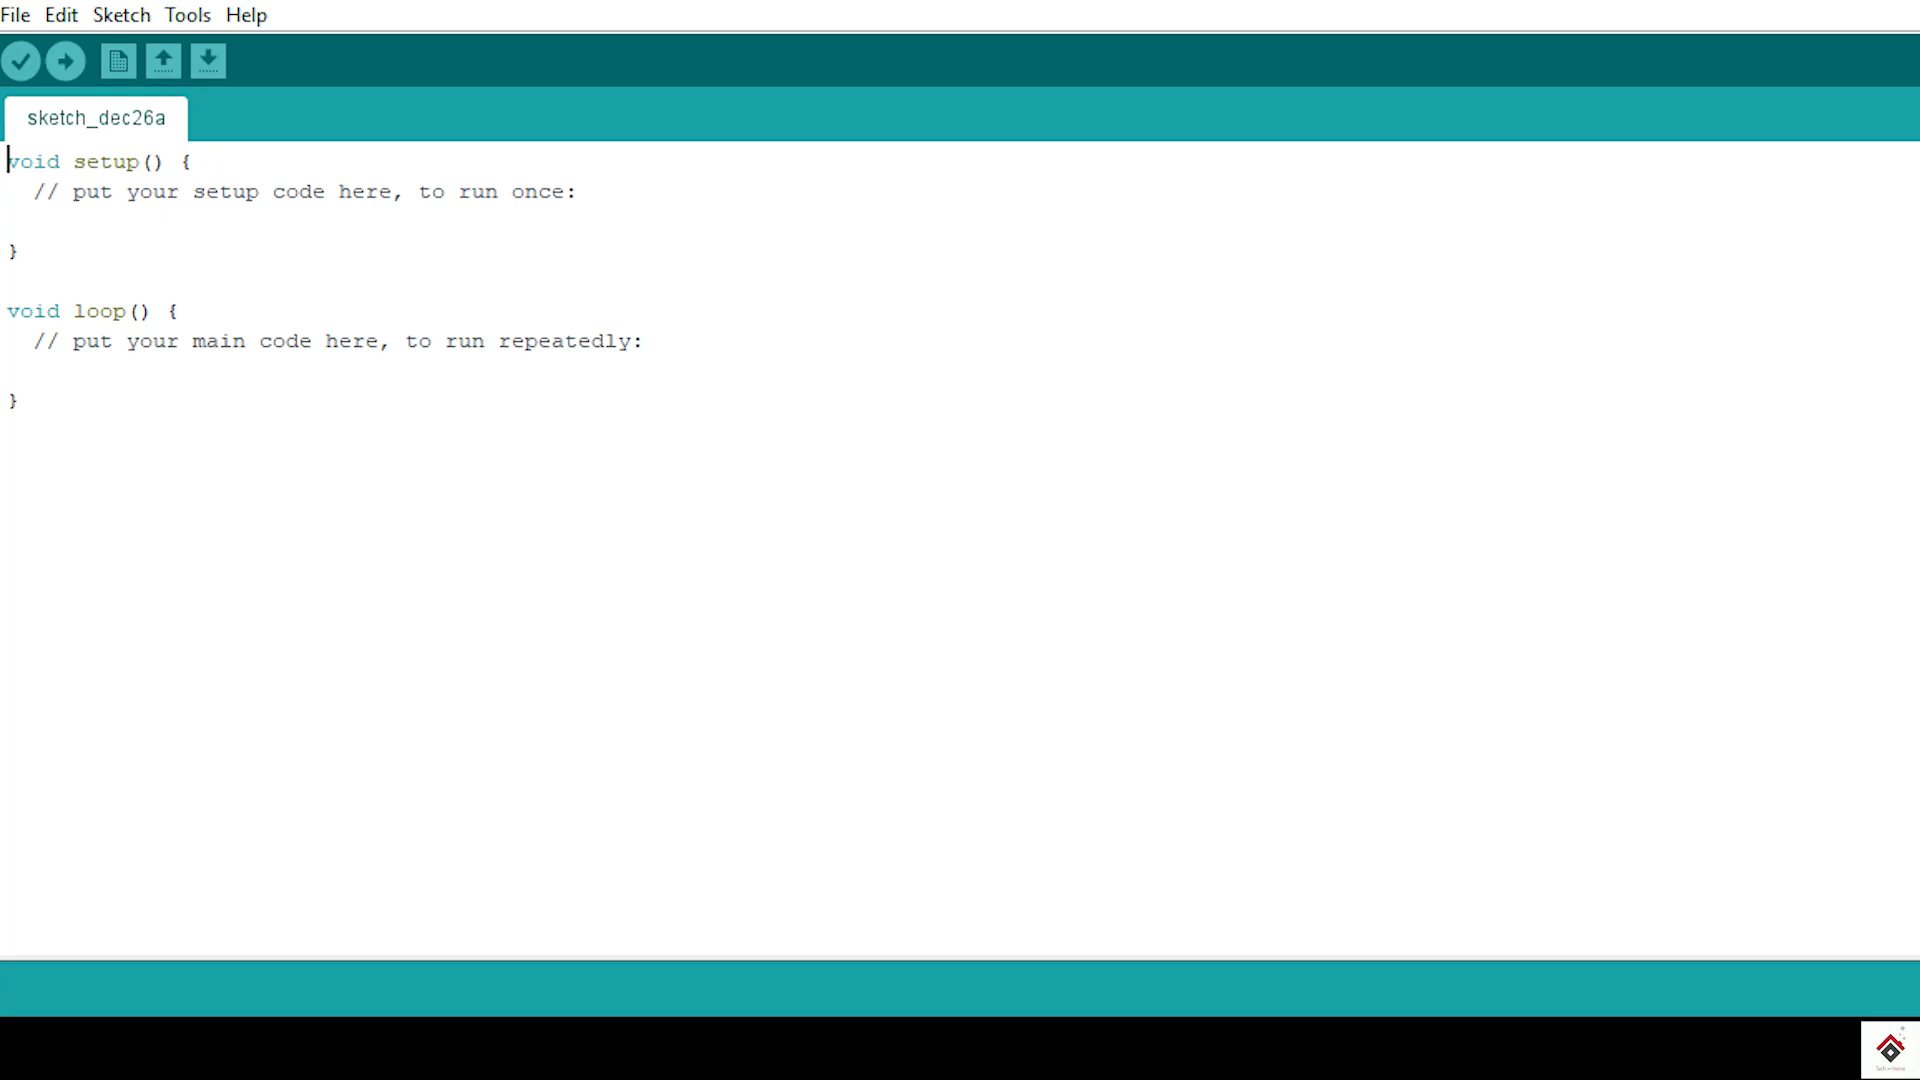 File Edit Sketch Tools Help
sketch_dec26a
void setup() {
  // put your setup code here, to run once:
}
void loop() {
  // put your main code here, to run repeatedly:
}